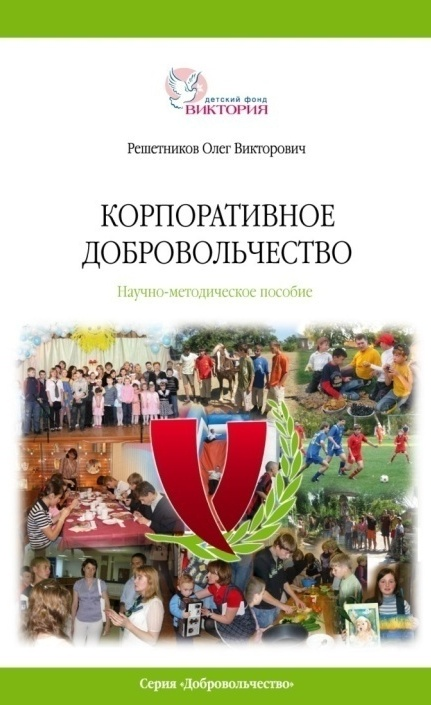 детский фонд
ВИКТОРИЯ
Решетников Олег Викторович
КОРПОРАТИВНОЕ
ДОБРОВОЛЬЧЕСТВО
Научно-методическое пособие
Серия «Добровольчество»